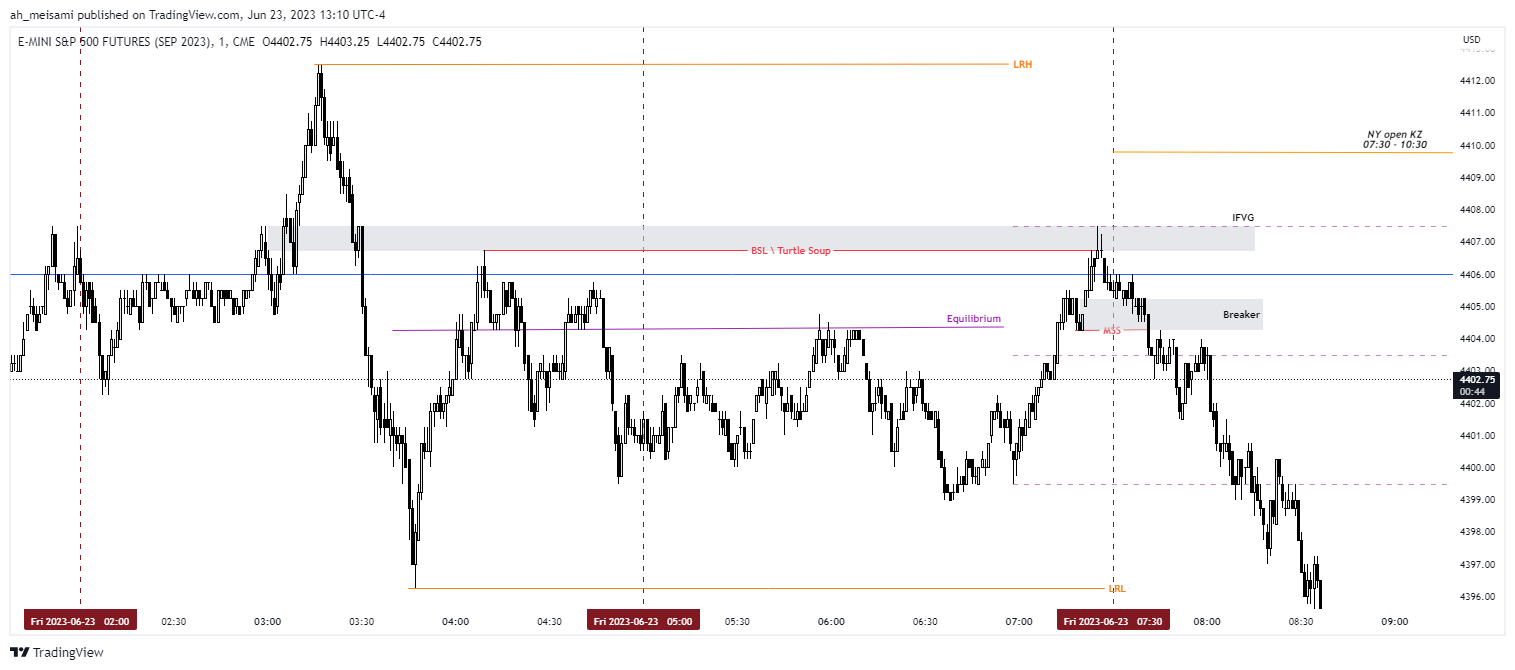 ah_meisami published on TradingView.com, Jun 23, 2023 13:10 UTC-4
E-MINI S&P 500 FUTURES (SEP 2023), 1, CME O4402.75 H4403.25 L4402.75 C4402.75
USD
LRH
4412.00
4411.00
NY open KZ
07:30 - 10:30
4410.00
4409.00
4408.00
IFVG
4407.00
BSL \ Turtle Soup
4406.00
4405.00
Breaker
Equilibrium
MSS
4404.00
4403.00
4402.75
00:44
4402.00
4401.00
4400.00
4399.00
4398.00
4397.00
LRL
4396.00
Fri 2023-06-23 02:00
02:30
03:00
03:30
04:00
04:30
Fri 2023-06-23 05:00
05:30
06:00
06:30
07:00
Fri 2023-06-23 07:30
08:00
08:30
09:00
TradingView